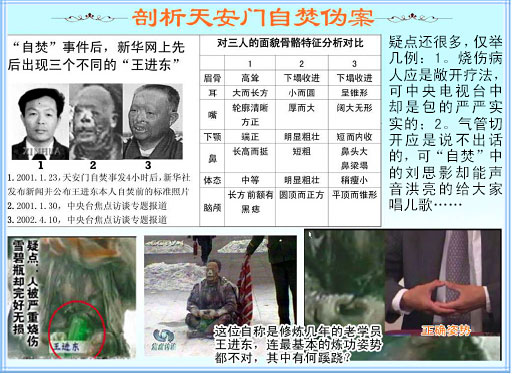 剖析天安门自焚伪案
“自焚”事件后，新华网上先
后出现三个不同的“王进东”
XINHUA
1 2 3
1.2001.1.23,天安门自焚事发4小时后,新华社
发布新闻并公布王进东本人自焚前的标准照片
2.2001.1.30，中央台焦点访谈专题报道
3.2002.4.10，中央台焦点访谈专题报道
对三人的面貌骨骼特征分析对比
1 2 3
眉骨 高耸 下塌收进 下塌收进
耳 大而长方 小而圆 呈锥形
嘴 轮廓清晰方正 厚而大 阔大无形
下颚 端正 明显粗壮 短而内收
鼻 长高而挺 短粗 鼻头大鼻梁塌
体态 中等 明显粗壮 稍瘦小
脑颅 长方前额有黑痣 圆顶而正方 平顶而锥形
疑点还很多，仅举
几例：1。烧伤病
人应是敞开疗法，
可中央电视台中
却是包的严严实
实的；2。气管切
开应是说不出话
的，可“自焚”中
的刘思影却能声
音洪亮的给大家
唱儿歌……
疑点：人被严重烧伤
雪碧瓶却完好无损
王进东
焦点访谈
这位自称是修炼几年的老学员
王进东，连最基本的炼功姿势
都不对，其中有何蹊跷？
正确姿势